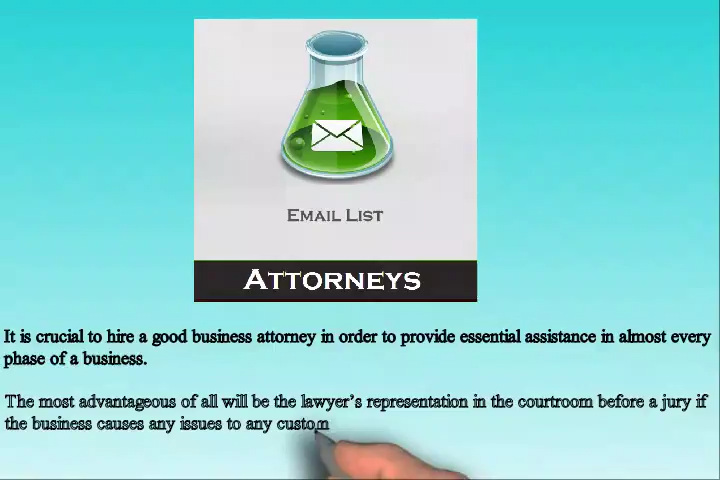 Email List
Attorneys
It is crucial to hire a good business attorney in order to provide essential assistance in almost every
phase of a business.
The most advantageous of all will be the lawyer's representation in the courtroom before a jury if
the business causes any issues to any custom